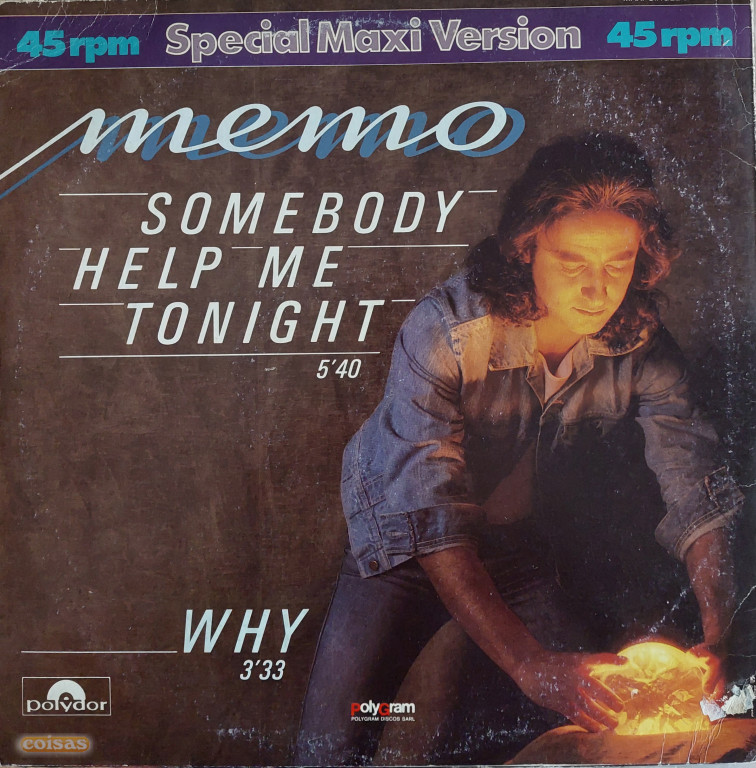 45 rpm Special Maxi Version 45 rpm
memo
SOMEBODY
HELP ME
TONIGHT
5'40
WHY
3'33
polydor
PolyGram
POLYGRAM DISCOS SARL
coisas